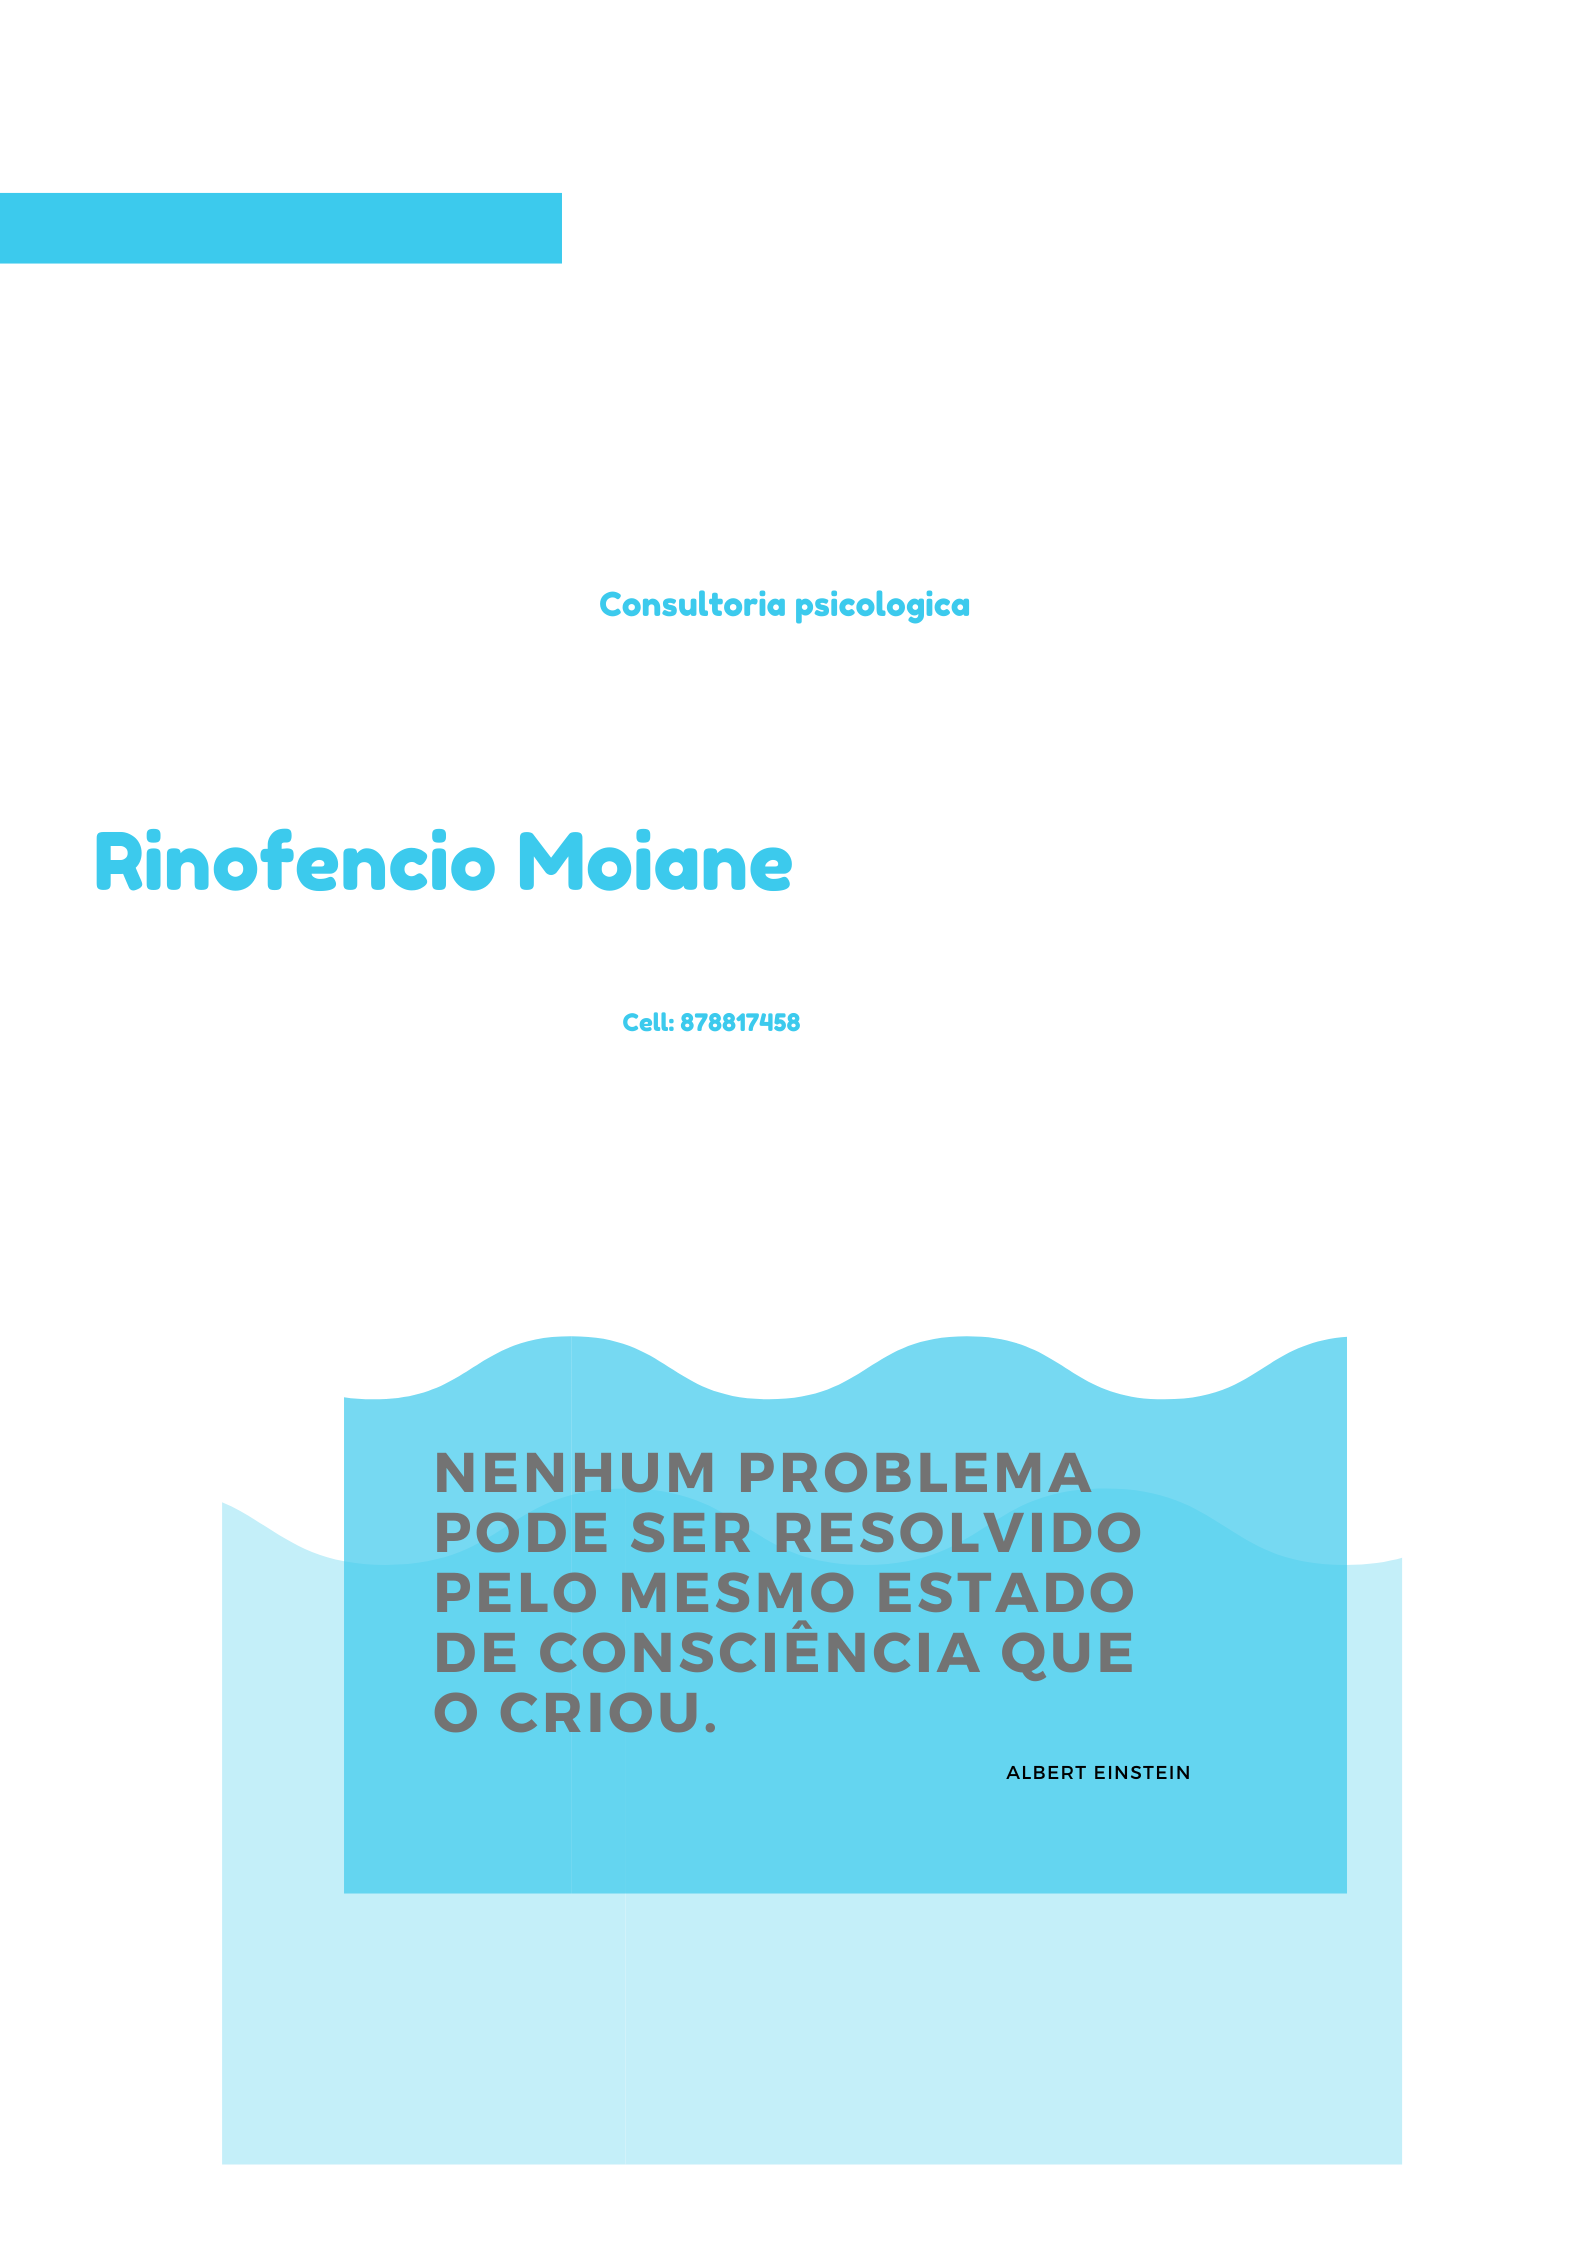 Consultoria psicologica
Rinofencio Moiane
Cell: 878817458
NENHUM PROBLEMA
PODE SER RESOLVIDO
PELO MESMO ESTADO
DE CONSCIÊNCIA QUE
O CRIOU.
ALBERT EINSTEIN